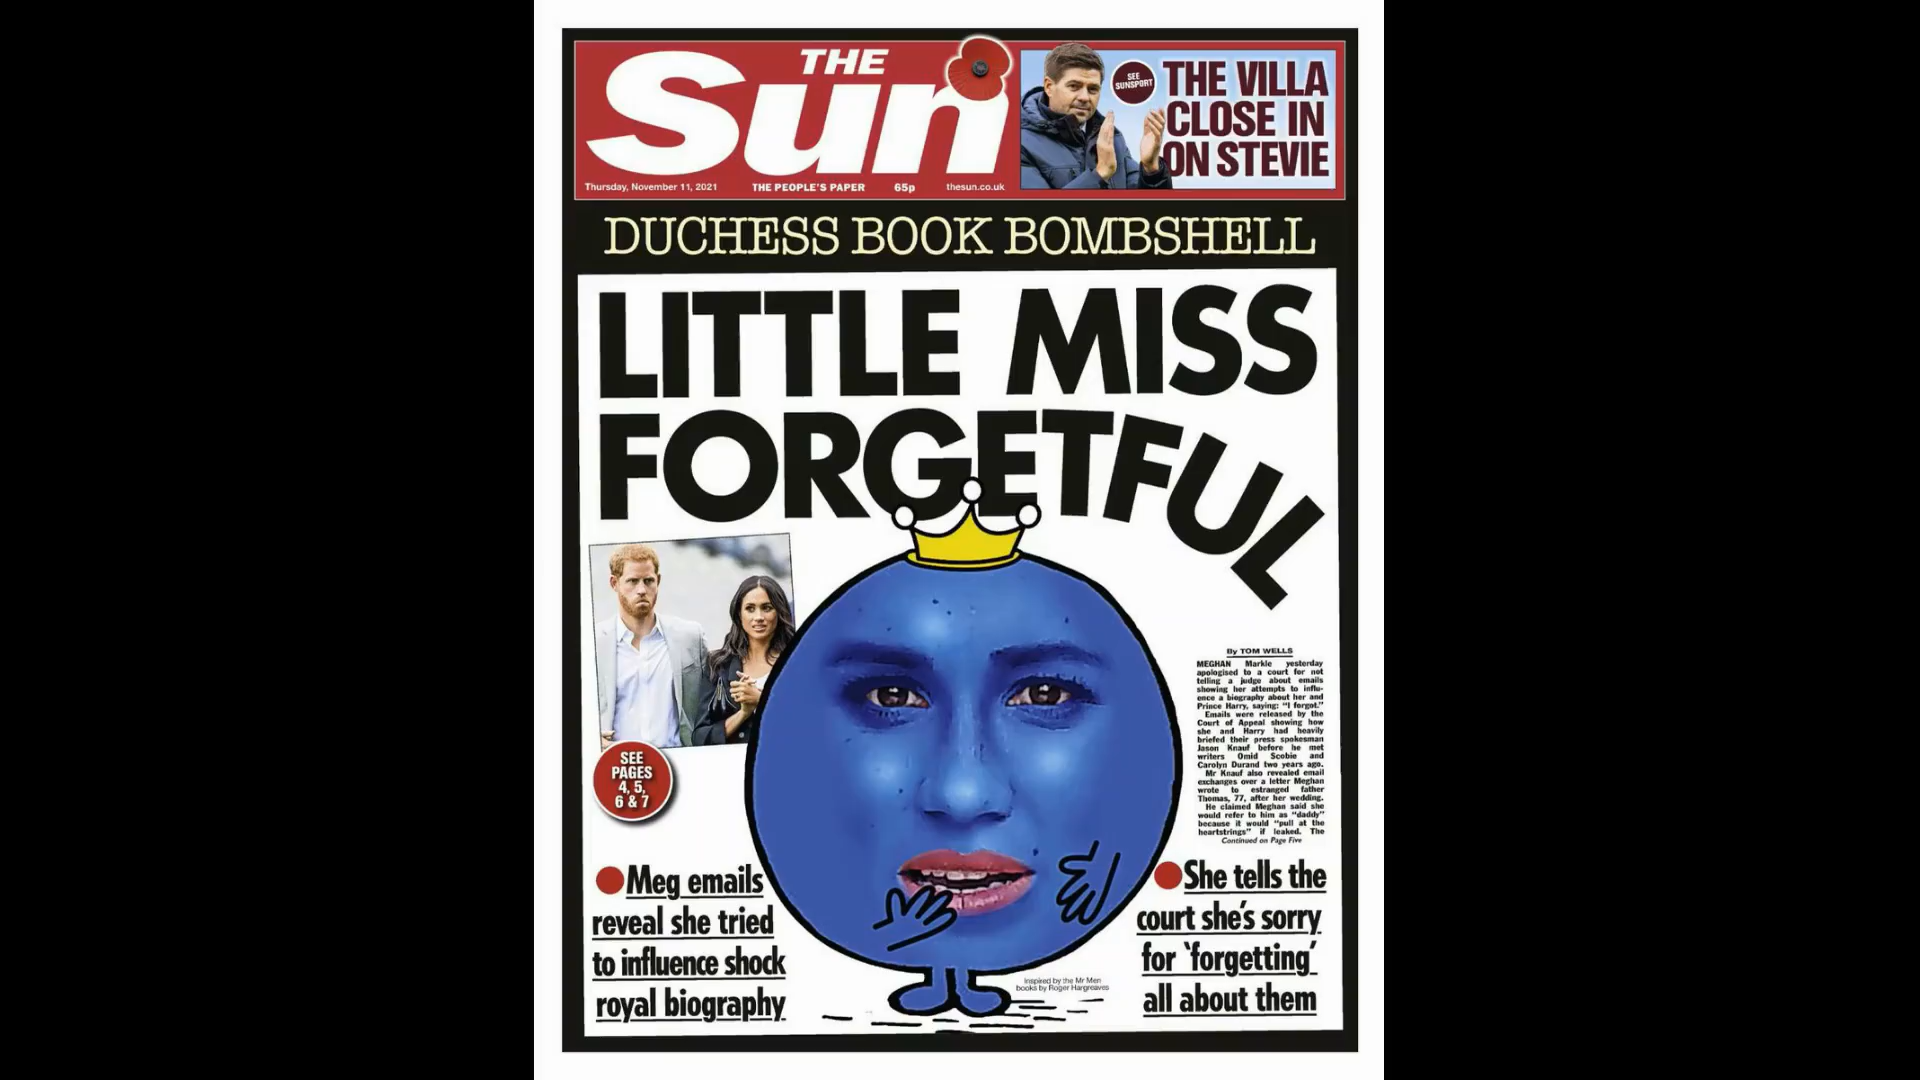 THE
Sun
Thursday, November 11, 2021 THE PEOPLE'S PAPER 65p thesun.co.uk
SEE
SUNSPORT
THE VILLA
CLOSE IN
ON STEVIE
DUCHESS BOOK BOMBSHELL
LITTLE MISS
FORGETFUL
SEE
PAGES
4, 5,
6 & 7
Meg emails
reveal she tried
to influence shock
royal biography
By TOM WELLS
MEGHAN Markle yesterday
apologised to a court for not
telling a judge about emails
showing her attempts to influ-
ence a biography about her and
Prince Harry, saying: "I forgot."
Emails were released by the
Court of Appeal showing how
she and Harry had heavily
briefed their press spokesman
Jason Knauf before he met
writers Omid Scobie and
Carolyn Durand two years ago.
Mr Knauf also revealed email
exchanges over a letter Meghan
wrote to estranged father
Thomas, 77, after her wedding.
He claimed Meghan said she
would refer to him as "daddy"
because it would "pull at the
heartstrings" if leaked. The
Continued on Page Five
She tells the
court she's sorry
for 'forgetting'
all about them
Inspired by the Mr Men
books by Roger Hargreaves